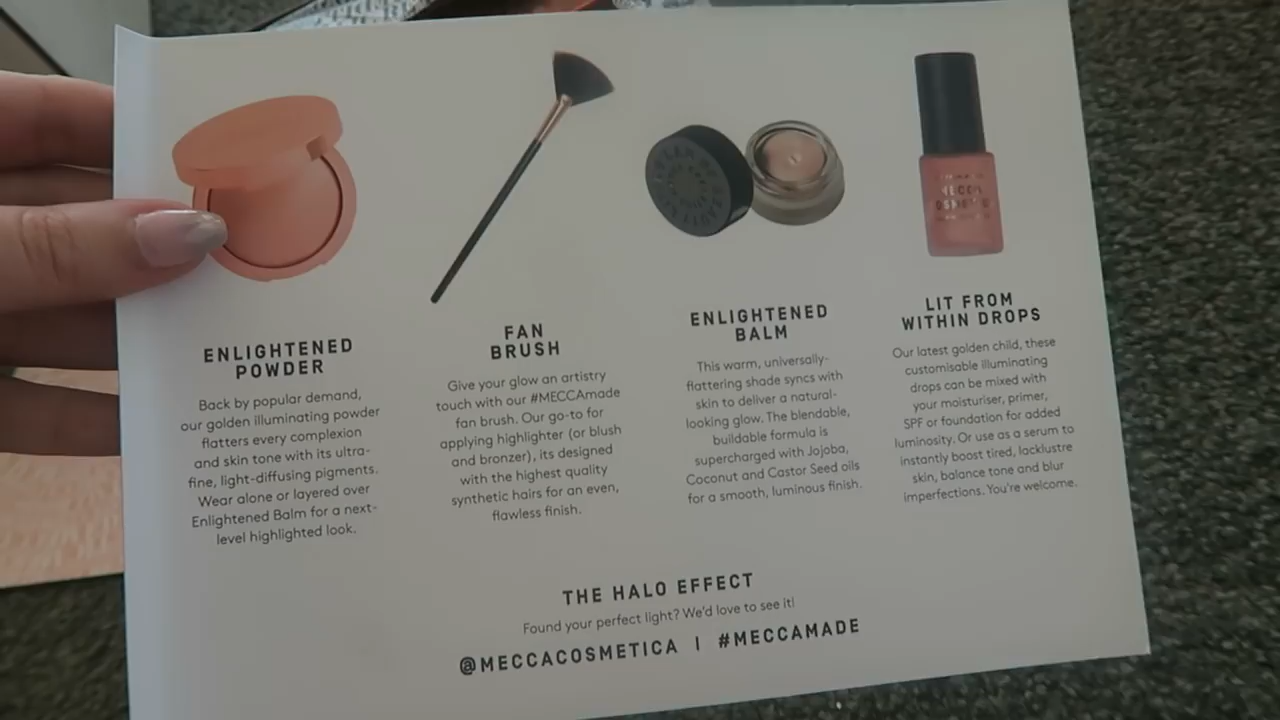 ENLIGHTENED
POWDER
Back by popular demand,
our golden illuminating powder
flatters every complexion
and skin tone with its ultra-
fine, light-diffusing pigments.
Wear alone or layered over
Enlightened Balm for a next-
level highlighted look.
FAN
BRUSH
Give your glow an artistry
touch with our #MECCAmade
fan brush. Our go-to for
applying highlighter (or blush
and bronzer), its designed
with the highest quality
synthetic hairs for an even,
flawless finish.
ENLIGHTENED
BALM
This warm, universally-
flattering shade syncs with
skin to deliver a natural-
looking glow. The blendable,
buildable formula is
supercharged with Jojoba,
Coconut and Castor Seed oils
for a smooth, luminous finish.
LIT FROM
WITHIN DROPS
Our latest golden child, these
customisable illuminating
drops can be mixed with
your moisturiser, primer,
SPF or foundation for added
luminosity. Or use as a serum to
instantly boost tired, lacklustre
skin, balance tone and blur
imperfections. You're welcome.
THE HALO EFFECT
Found your perfect light? We'd love to see it!
@MECCACOSMETICA | #MECCAMADE